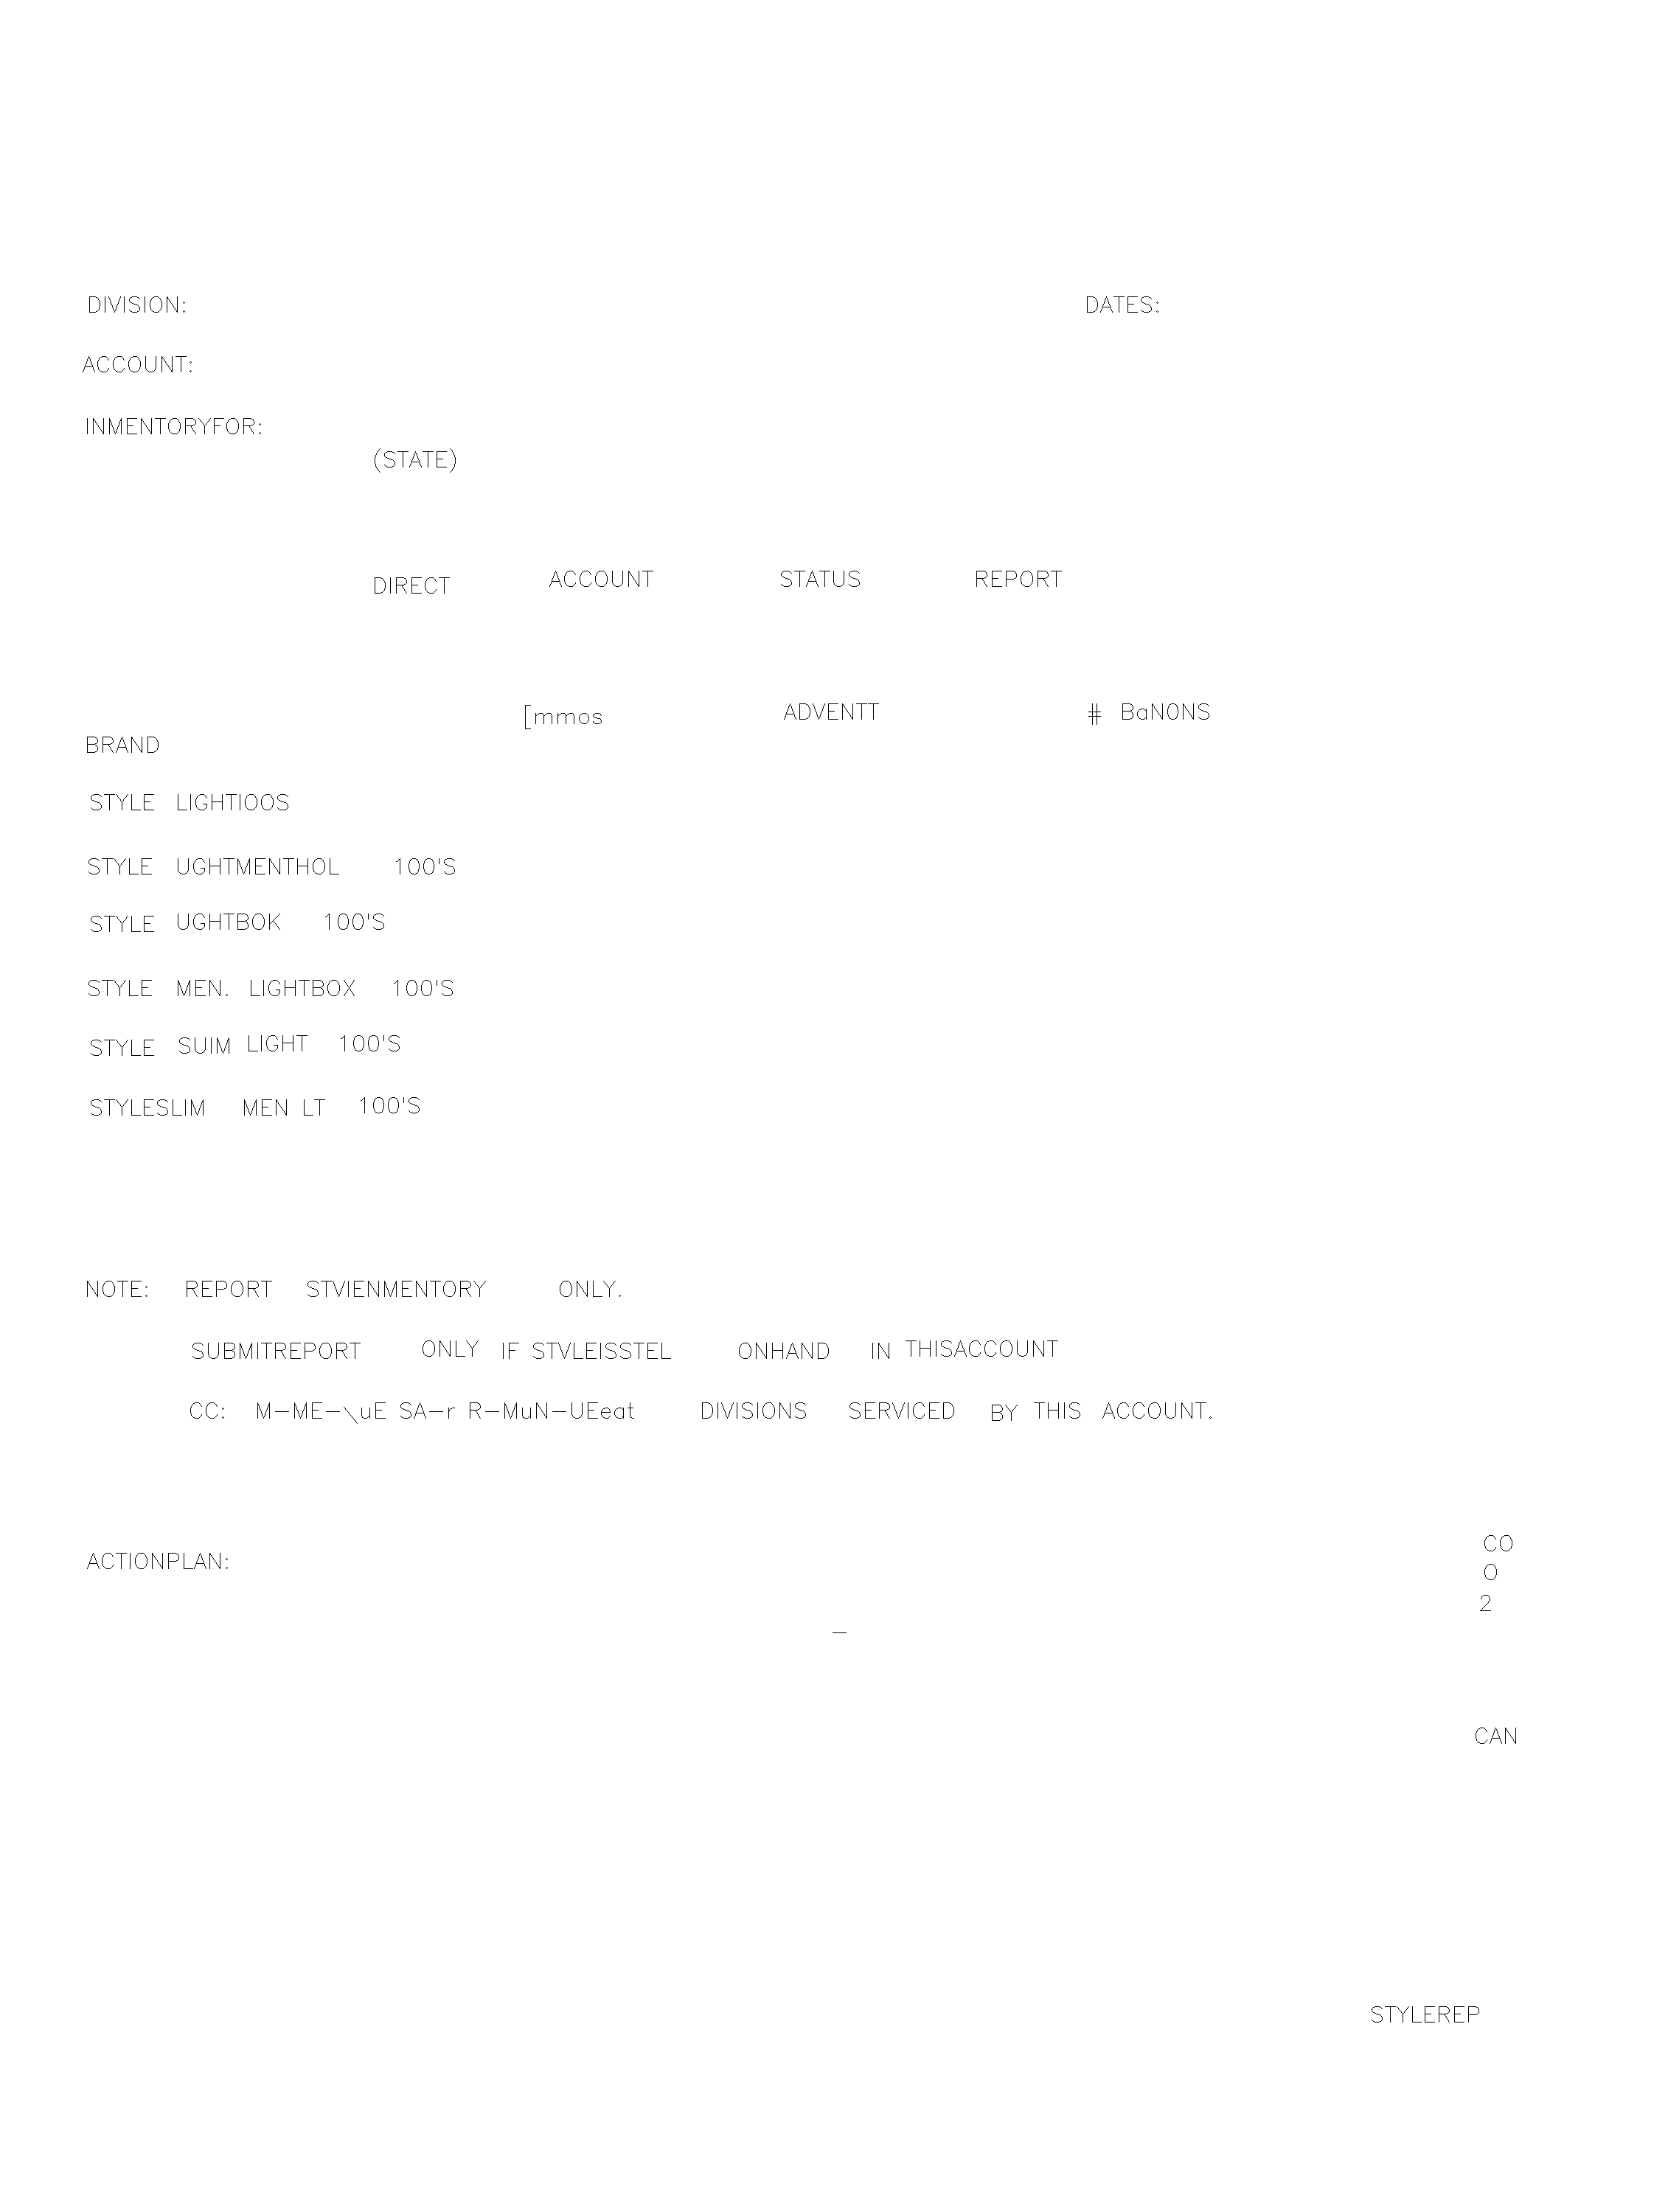 DIVISION: DATES:
ACCOUNT:
INMENTORYFOR:
(STATE)
DIRECT ACCOUNT STATUS REPORT
[mmos ADVENTT # BaNONS
BRAND
STYLE LIGHTIOOS
STYLE UGHTMENTHOL 100'S
STYLE UGHTBOK 100'S
STYLE MEN. LIGHTBOX 100'S
STYLE SUIM LIGHT 100'S
STYLESLIM MEN LT 100'S
NOTE: REPORT STVIENMENTORY ONLY.
SUBMITREPORT ONLY IF STVLEISSTEL ONHAND IN THISACCOUNT
CC: M-ME-\uE SA-r R-MuN-UEeat DIVISIONS SERVICED BY THIS ACCOUNT.
CO
ACTIONPLAN:
O
2
_
CAN
STYLEREP